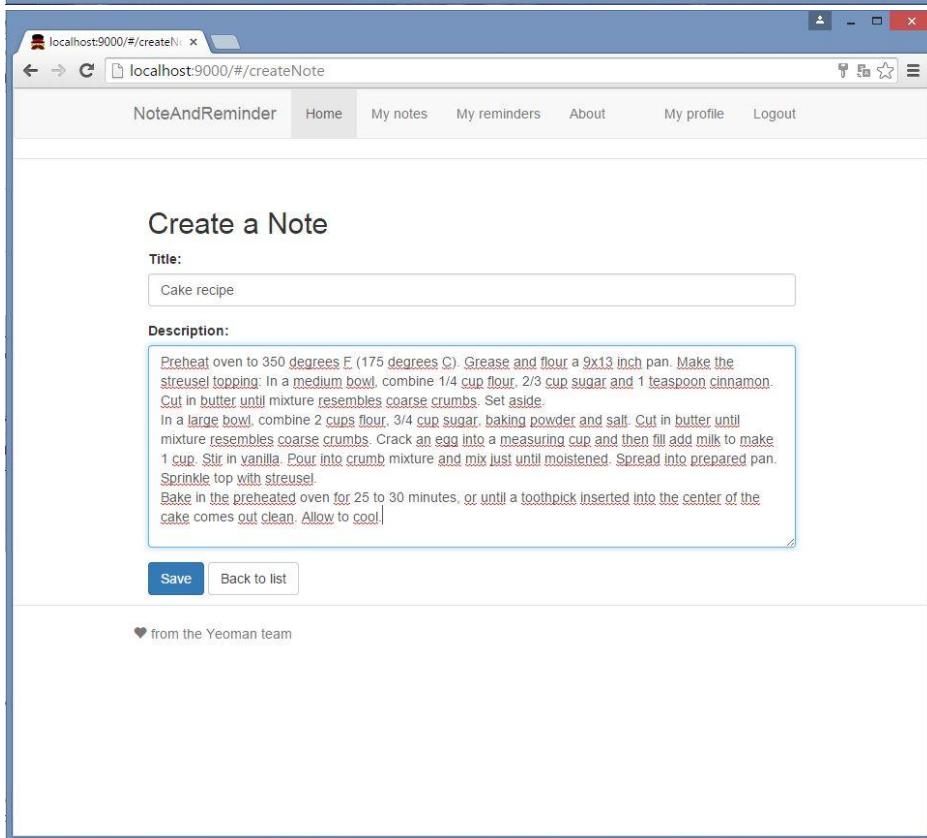 localhost:9000/#/createN
localhost:9000/#/createNote
NoteAndReminder Home My notes My reminders About My profile Logout
Create a Note
Title:
Cake recipe
Description:
Preheat oven to 350 degrees F (175 degrees C). Grease and flour a 9x13 inch pan. Make the
streusel topping: In a medium bowl, combine 1/4 cup flour, 2/3 cup sugar and 1 teaspoon cinnamon.
Cut in butter until mixture resembles coarse crumbs. Set aside.
In a large bowl, combine 2 cups flour, 3/4 cup sugar, baking powder and salt. Cut in butter until
mixture resembles coarse crumbs. Crack an egg into a measuring cup and then fill add milk to make
1 cup. Stir in vanilla. Pour into crumb mixture and mix just until moistened. Spread into prepared pan.
Sprinkle top with streusel.
Bake in the preheated oven for 25 to 30 minutes, or until a toothpick inserted into the center of the
cake comes out clean. Allow to cool.
Save Back to list
♥ from the Yeoman team